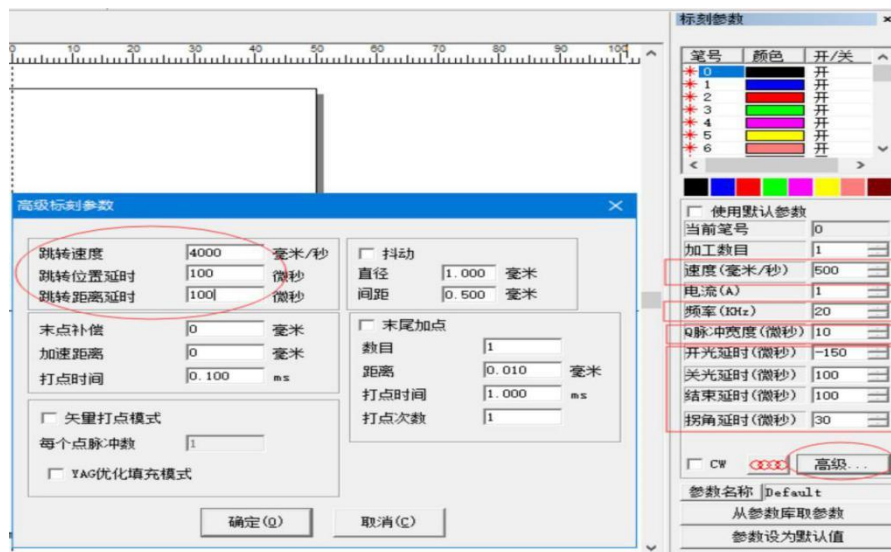 标刻参数
0 10 20 30 40 50 60 70 80 90 100
笔号 颜色 开/关
0 开
1 开
2 开
3 开
4 开
5 开
6 开
使用默认参数
当前笔号 0
加工数目 1
速度(毫米/秒) 500
电流(A) 1
频率(KHz) 20
Q脉冲宽度(微秒) 10
开光延时(微秒) -150
关光延时(微秒) 100
结束延时(微秒) 100
拐角延时(微秒) 30
CW 高级...
参数名称 Default
从参数库取参数
参数设为默认值
高级标刻参数
跳转速度 4000 毫米/秒
跳转位置延时 100 微秒
跳转距离延时 100 微秒
末点补偿 0 毫米
加速距离 0 毫米
打点时间 0.100 ms
矢量打点模式
每个点脉冲数 1
YAG优化填充模式
抖动
直径 1.000 毫米
间距 0.500 毫米
末尾加点
数目 1
距离 0.010 毫米
打点时间 1.000 ms
打点次数 1
确定(O) 取消(C)